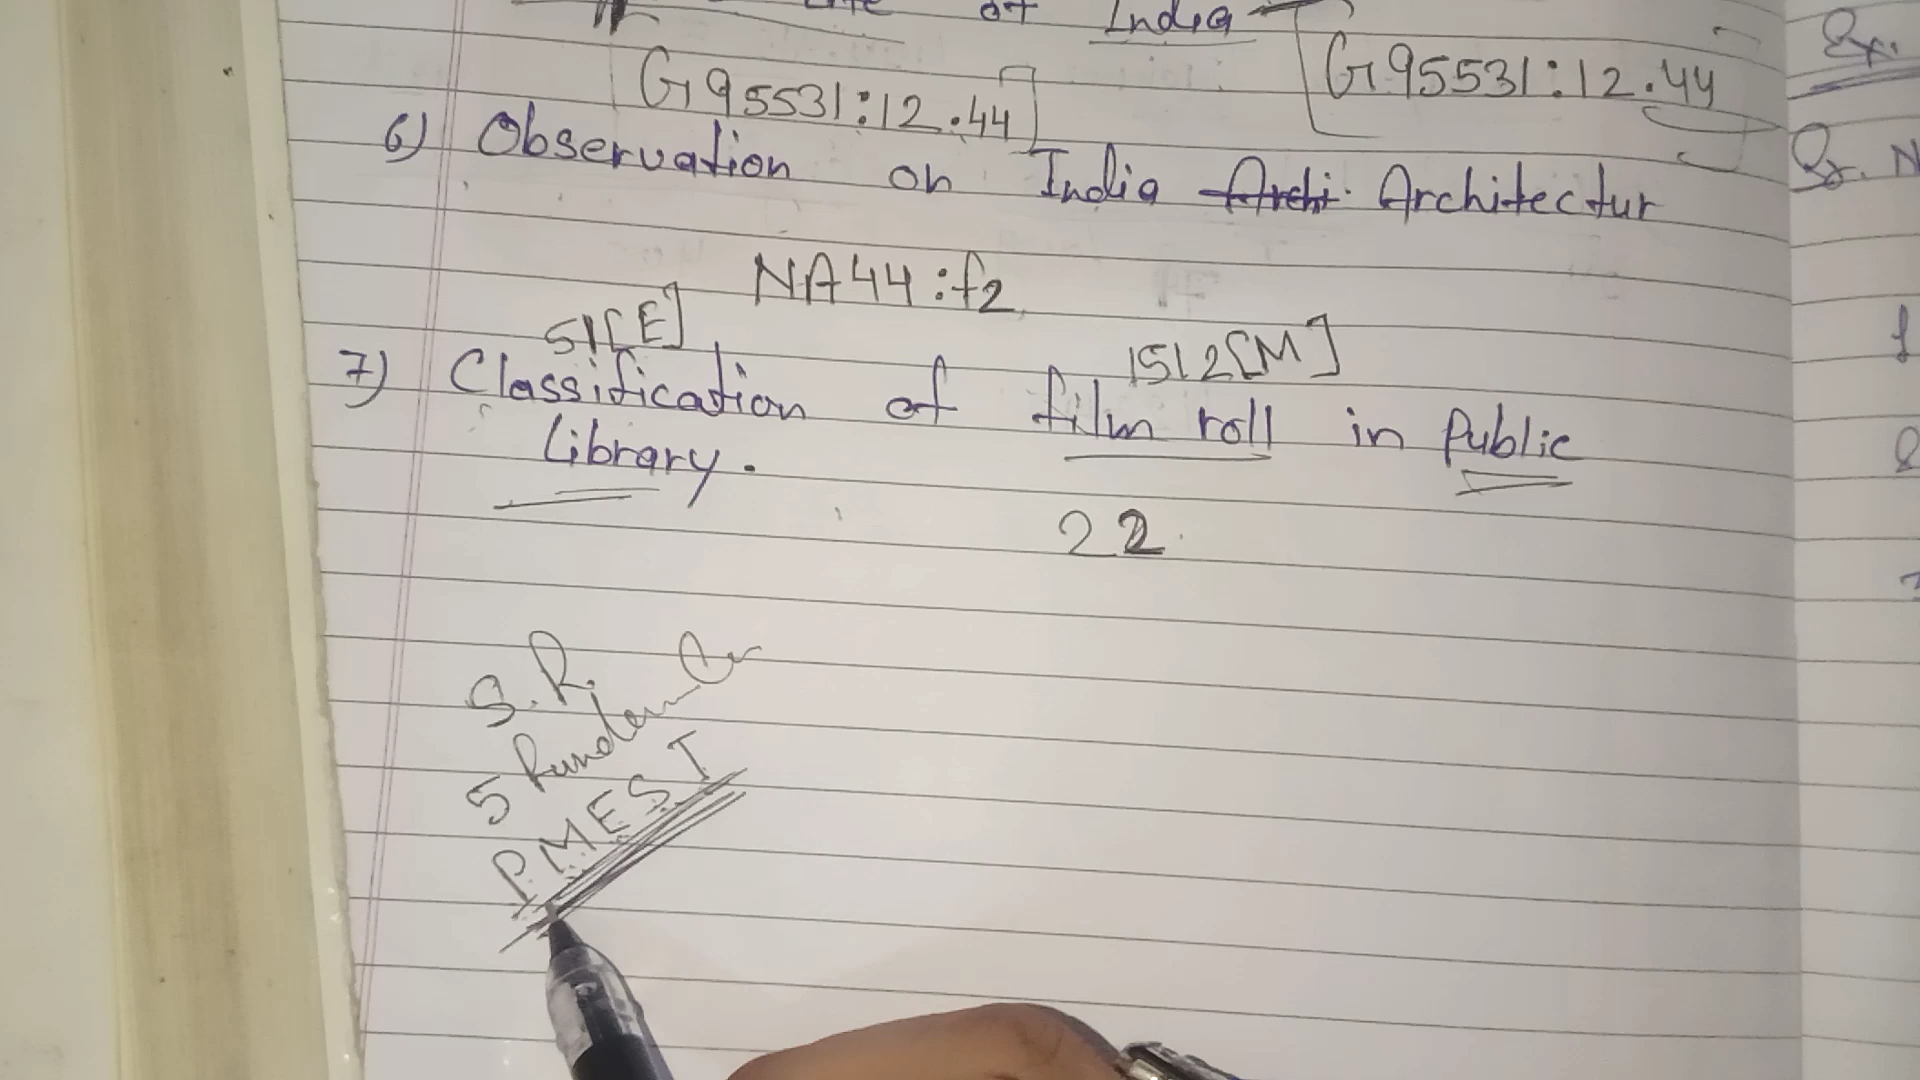 of India
G95531:12.44]
[G95531:12.44
6) Observation on India Archi. Architectur
NA44:f2
51[E]
1512[M]
7) Classification of film roll in Public
Library.
22
S.R.
5
PMEST